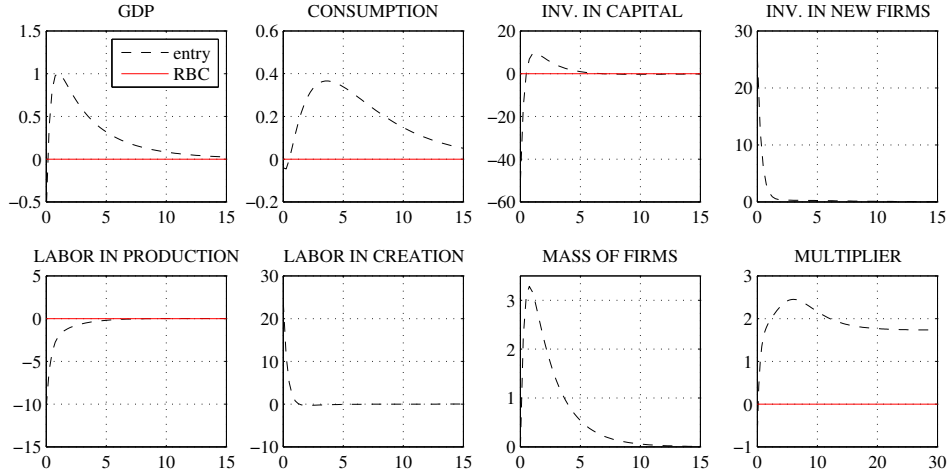 GDP
1.5
1
0.5
0
−0.5
0 5 10 15
entry
RBC
CONSUMPTION
0.6
0.4
0.2
0
−0.2
0 5 10 15
INV. IN CAPITAL
20
0
−20
−40
−60
0 5 10 15
INV. IN NEW FIRMS
30
20
10
0
0 10 20 30
LABOR IN PRODUCTION
5
0
−5
−10
−15
0 5 10 15
LABOR IN CREATION
30
20
10
0
−10
0 5 10 15
MASS OF FIRMS
3
2
1
0
0 5 10 15
MULTIPLIER
3
2
1
0
−1
0 10 20 30